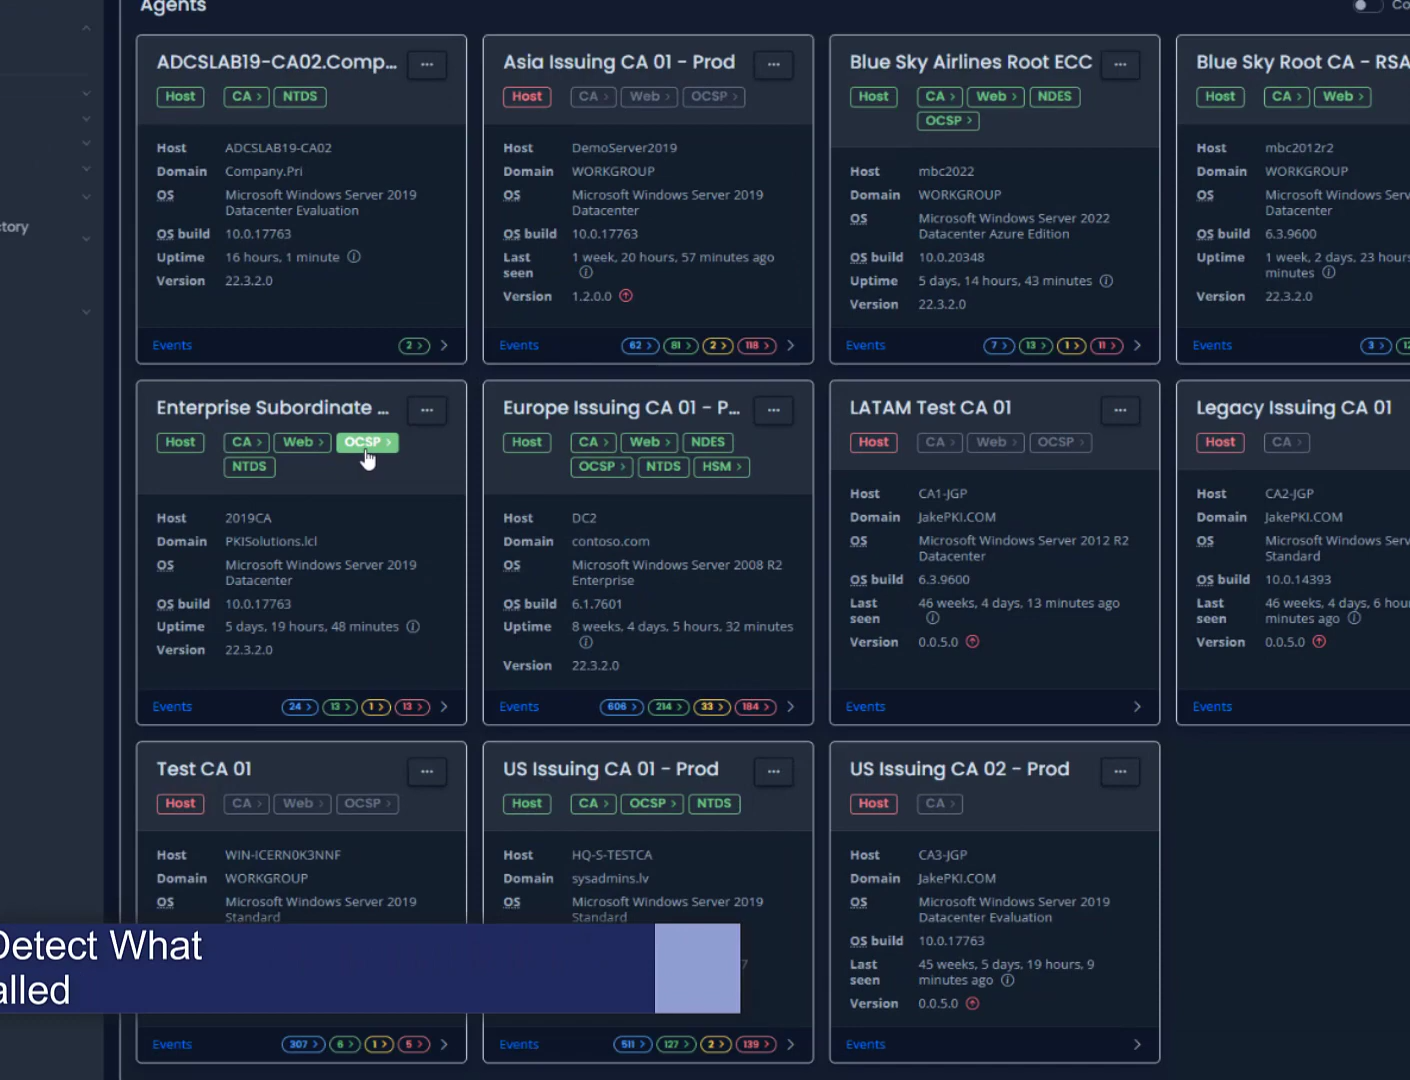 Agents
Co
ADCSLAB19-CA02.Comp...
...
Host
CA >
NTDS
Host ADCSLAB19-CA02
Domain Company.Pri
OS Microsoft Windows Server 2019
Datacenter Evaluation
OS build 10.0.17763
Uptime 16 hours, 1 minute
Version 22.3.2.0
Events
2 >
Asia Issuing CA 01 - Prod
...
Host
CA >
Web >
OCSP >
Host DemoServer2019
Domain WORKGROUP
OS Microsoft Windows Server 2019
Datacenter
OS build 10.0.17763
Last seen 1 week, 20 hours, 57 minutes ago
Version 1.2.0.0
Events
62 >
81 >
2 >
118 >
Blue Sky Airlines Root ECC
...
Host
CA >
Web >
NDES
OCSP >
Host mbc2022
Domain WORKGROUP
OS Microsoft Windows Server 2022
Datacenter Azure Edition
OS build 10.0.20348
Uptime 5 days, 14 hours, 43 minutes
Version 22.3.2.0
Events
7 >
13 >
1 >
11 >
Blue Sky Root CA - RSA
Host
CA >
Web >
Host mbc2012r2
Domain WORKGROUP
OS Microsoft Windows Serv
Datacenter
OS build 6.3.9600
Uptime 1 week, 2 days, 23 hours
minutes
Version 22.3.2.0
Events
3 >
12
ctory
Enterprise Subordinate ...
...
Host
CA >
Web >
OCSP >
NTDS
Host 2019CA
Domain PKISolutions.lcl
OS Microsoft Windows Server 2019
Datacenter
OS build 10.0.17763
Uptime 5 days, 19 hours, 48 minutes
Version 22.3.2.0
Events
24 >
13 >
1 >
13 >
Europe Issuing CA 01 - P...
...
Host
CA >
Web >
NDES
OCSP >
NTDS
HSM >
Host DC2
Domain contoso.com
OS Microsoft Windows Server 2008 R2
Enterprise
OS build 6.1.7601
Uptime 8 weeks, 4 days, 5 hours, 32 minutes
Version 22.3.2.0
Events
606 >
214 >
33 >
184 >
LATAM Test CA 01
...
Host
CA >
Web >
OCSP >
Host CA1-JGP
Domain JakePKI.COM
OS Microsoft Windows Server 2012 R2
Datacenter
OS build 6.3.9600
Last seen 46 weeks, 4 days, 13 minutes ago
Version 0.0.5.0
Events
Legacy Issuing CA 01
Host
CA >
Host CA2-JGP
Domain JakePKI.COM
OS Microsoft Windows Serv
Standard
OS build 10.0.14393
Last seen 46 weeks, 4 days, 6 hou
minutes ago
Version 0.0.5.0
Events
Test CA 01
...
Host
CA >
Web >
OCSP >
Host WIN-ICERN0K3NNF
Domain WORKGROUP
OS Microsoft Windows Server 2019
Standard
Events
307 >
6 >
1 >
5 >
US Issuing CA 01 - Prod
...
Host
CA >
OCSP >
NTDS
Host HQ-S-TESTCA
Domain sysadmins.lv
OS Microsoft Windows Server 2019
Standard
7
Events
511 >
127 >
2 >
139 >
US Issuing CA 02 - Prod
...
Host
CA >
Host CA3-JGP
Domain JakePKI.COM
OS Microsoft Windows Server 2019
Datacenter Evaluation
OS build 10.0.17763
Last seen 45 weeks, 5 days, 19 hours, 9
minutes ago
Version 0.0.5.0
Events
Detect What
alled